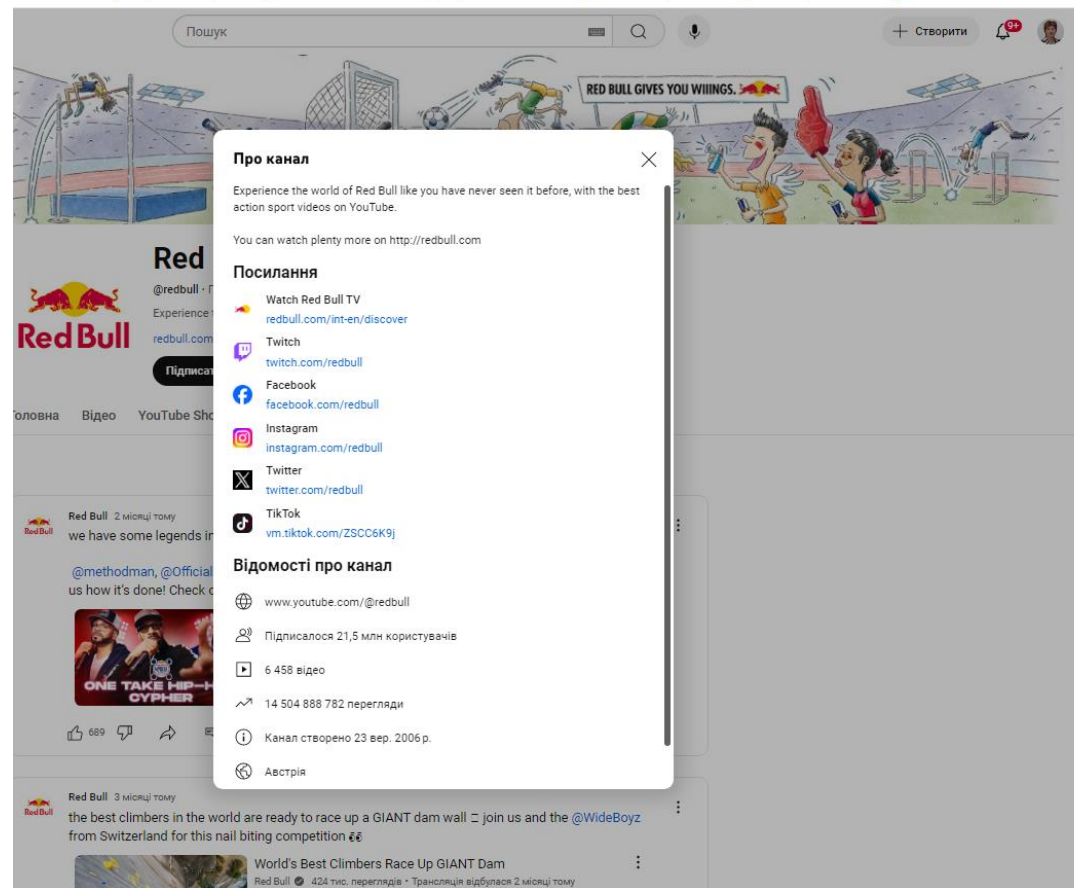 Пошук
Створити
9+
RED BULL GIVES YOU WIIINGS.
Про канал
Experience the world of Red Bull like you have never seen it before, with the best
action sport videos on YouTube.
You can watch plenty more on http://redbull.com
Посилання
Watch Red Bull TV
redbull.com/int-en/discover
Twitch
twitch.com/redbull
Facebook
facebook.com/redbull
Instagram
instagram.com/redbull
Twitter
twitter.com/redbull
TikTok
vm.tiktok.com/ZSCC6K9j
Відомості про канал
www.youtube.com/@redbull
Підписалося 21,5 млн користувачів
6 458 відео
14 504 888 782 перегляди
Канал створено 23 вер. 2006 р.
Австрія
Red
@redbull
Experience
redbull.com
Red Bull
Відео YouTube
Red Bull 2 місяці тому
Red Bull
we have some legends
@methodman,
us how it's done! Check
ONE TAKE
CYPHER
689
Red Bull 3 місяці тому
Red Bull
the best climbers in the world are ready to race up a GIANT dam wall join us and the @WideBoyz
from Switzerland for this nail biting competition
World's Best Climbers Race Up GIANT Dam
Red Bull 424 тис. переглядів • Трансляція відбулася 2 місяці тому